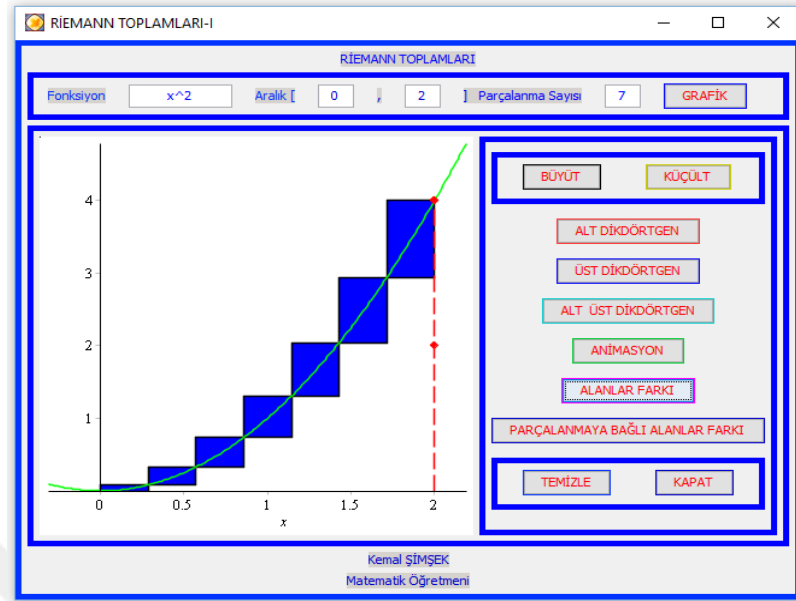 RİEMANN TOPLAMLARI-I
RİEMANN TOPLAMLARI
Fonksiyon x^2 Aralık [ 0 , 2 ] Parçalanma Sayısı 7 GRAFİK
BÜYÜT KÜÇÜLT
ALT DİKDÖRTGEN
ÜST DİKDÖRTGEN
ALT ÜST DİKDÖRTGEN
ANİMASYON
ALANLAR FARKI
PARÇALANMAYA BAĞLI ALANLAR FARKI
TEMİZLE KAPAT
4
3
2
1
0 0.5 1 1.5 2
x
Kemal ŞİMŞEK
Matematik Öğretmeni